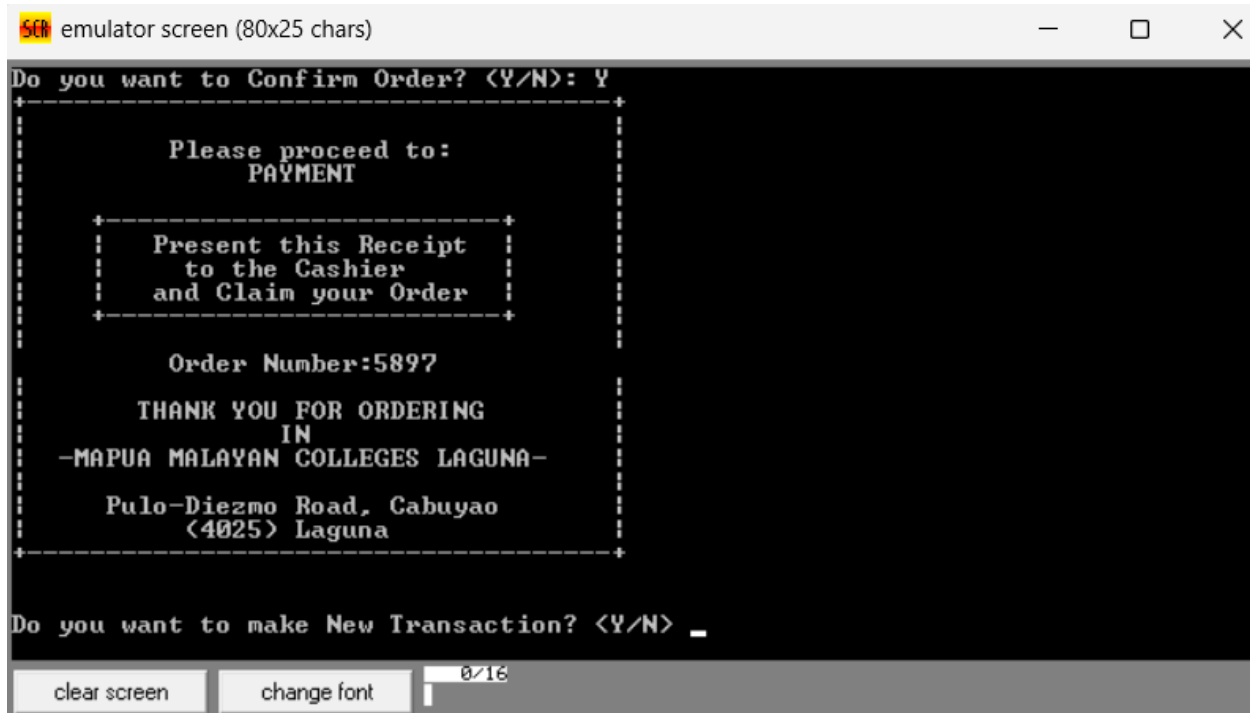 SCR emulator screen (80x25 chars)
Do you want to Confirm Order? (Y/N): Y
Please proceed to:
PAYMENT
Present this Receipt
to the Cashier
and Claim your Order
Order Number:5897
THANK YOU FOR ORDERING
IN
-MAPUA MALAYAN COLLEGES LAGUNA-
Pulo-Diezmo Road, Cabuyao
(4025) Laguna
Do you want to make New Transaction? (Y/N)
clear screen change font 0/16